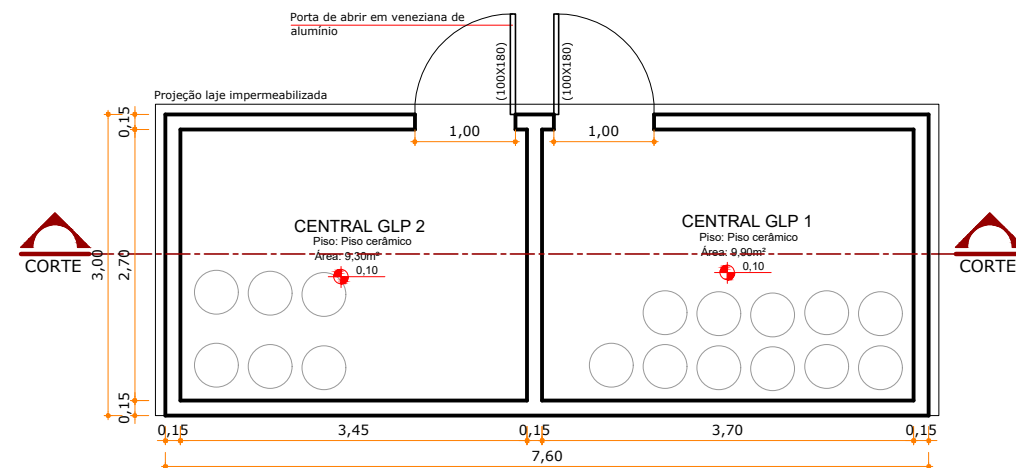 Porta de abrir em veneziana de
alumínio
(100X180)
(100X180)
Projeção laje impermeabilizada
0,15
1,00
1,00
CENTRAL GLP 2
Piso: Piso cerâmico
Área: 9,30m²
0,10
CENTRAL GLP 1
Piso: Piso cerâmico
Área: 9,90m²
0,10
CORTE
CORTE
3,00
2,70
0,15
0,15
3,45
0,15
3,70
0,15
7,60